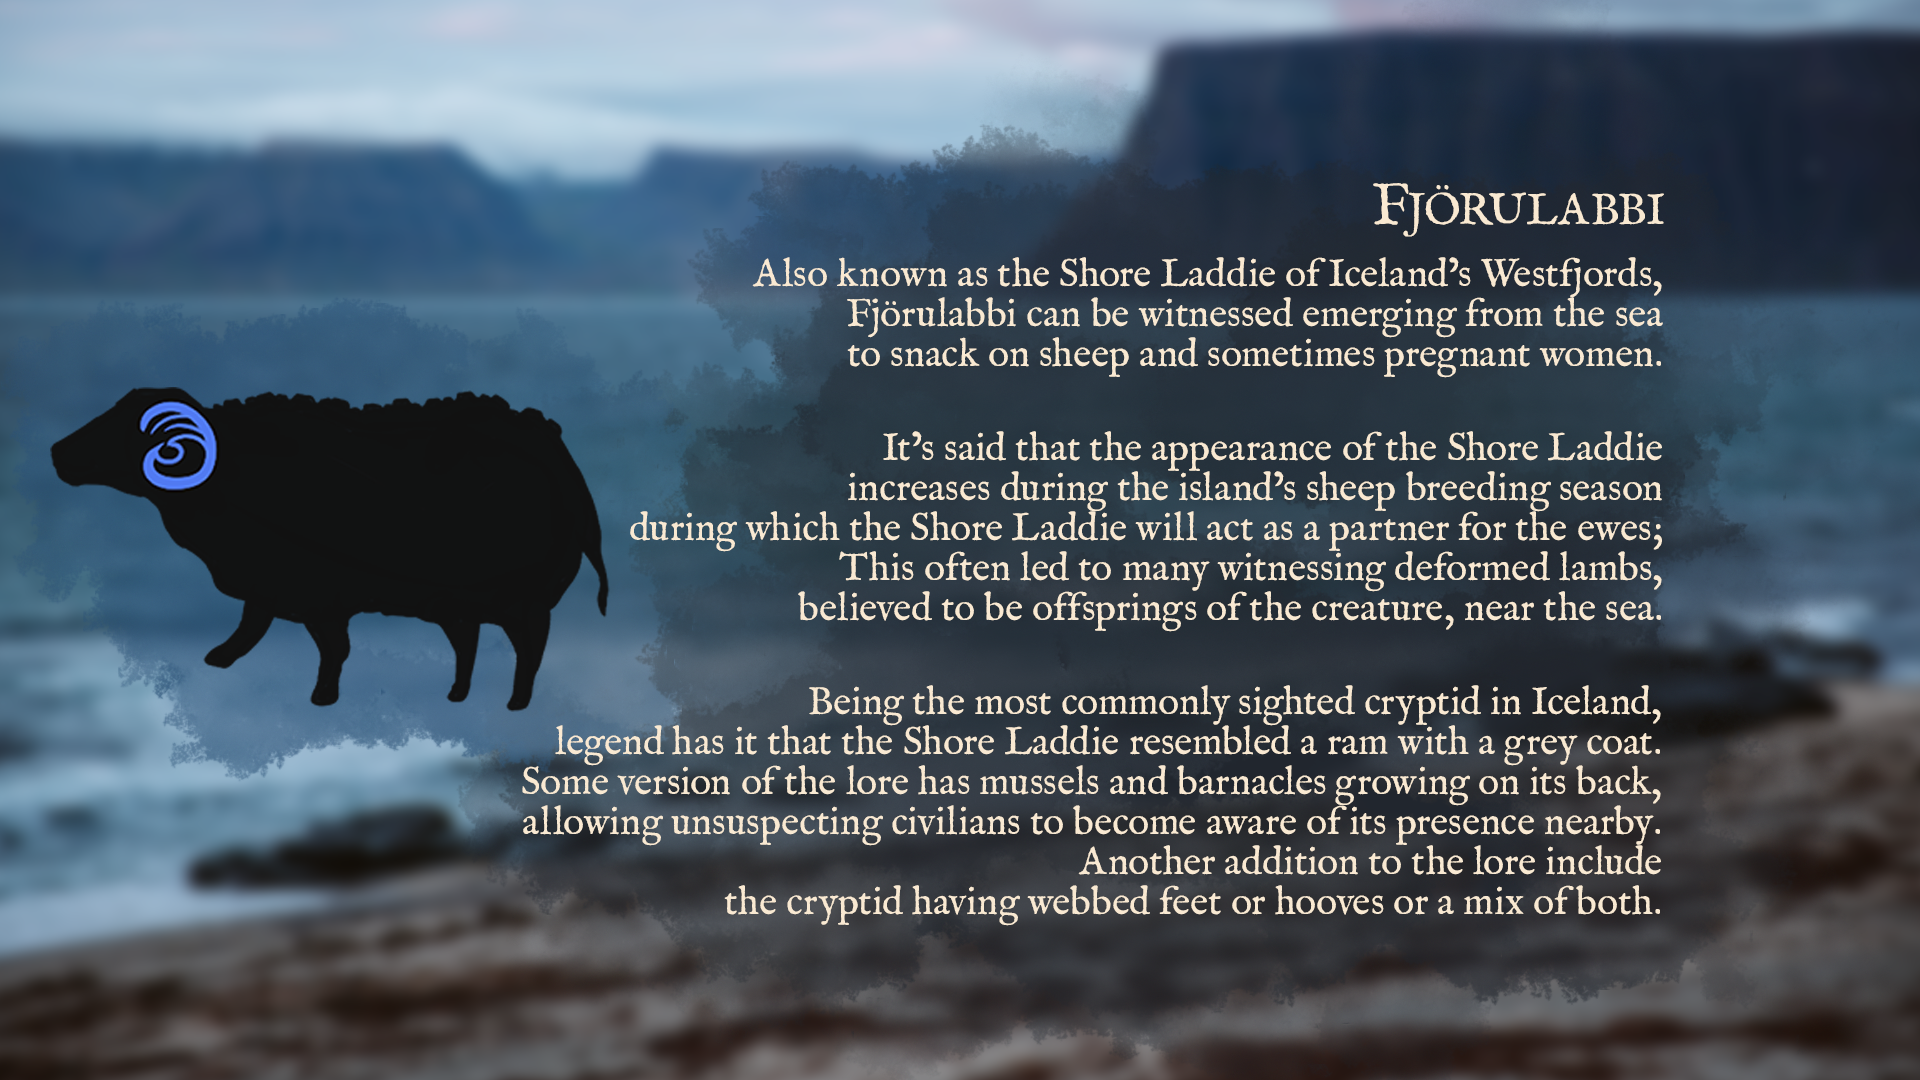 Fjörulabbi
Also known as the Shore Laddie of Iceland's Westfjords,
Fjörulabbi can be witnessed emerging from the sea
to snack on sheep and sometimes pregnant women.
It's said that the appearance of the Shore Laddie
increases during the island's sheep breeding season
during which the Shore Laddie will act as a partner for the ewes;
This often led to many witnessing deformed lambs,
believed to be offsprings of the creature, near the sea.
Being the most commonly sighted cryptid in Iceland,
legend has it that the Shore Laddie resembled a ram with a grey coat.
Some version of the lore has mussels and barnacles growing on its back,
allowing unsuspecting civilians to become aware of its presence nearby.
Another addition to the lore include
the cryptid having webbed feet or hooves or a mix of both.